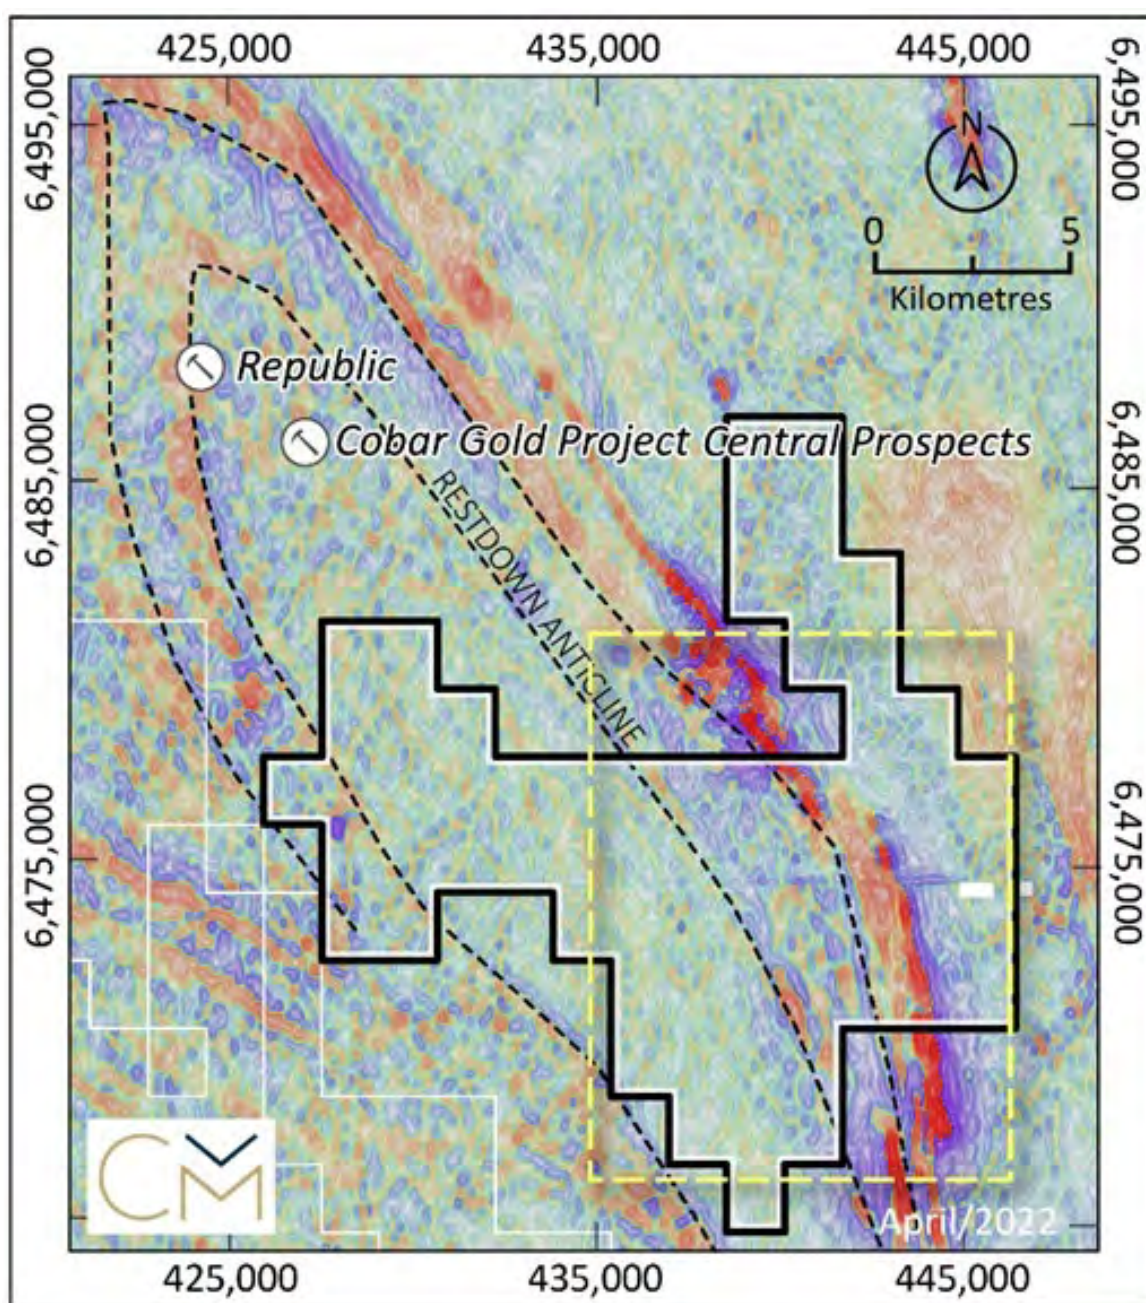 425,000
435,000
445,000
6,495,000
6,495,000
N
0
5
Kilometres
Republic
Cobar Gold Project Central Prospects
6,485,000
6,485,000
RESTDOWN ANTICLINE
6,475,000
6,475,000
CM
April/2022
425,000
435,000
445,000